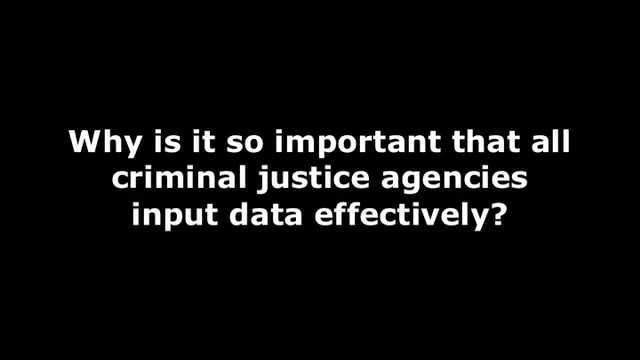 Why is it so important that all
criminal justice agencies
input data effectively?